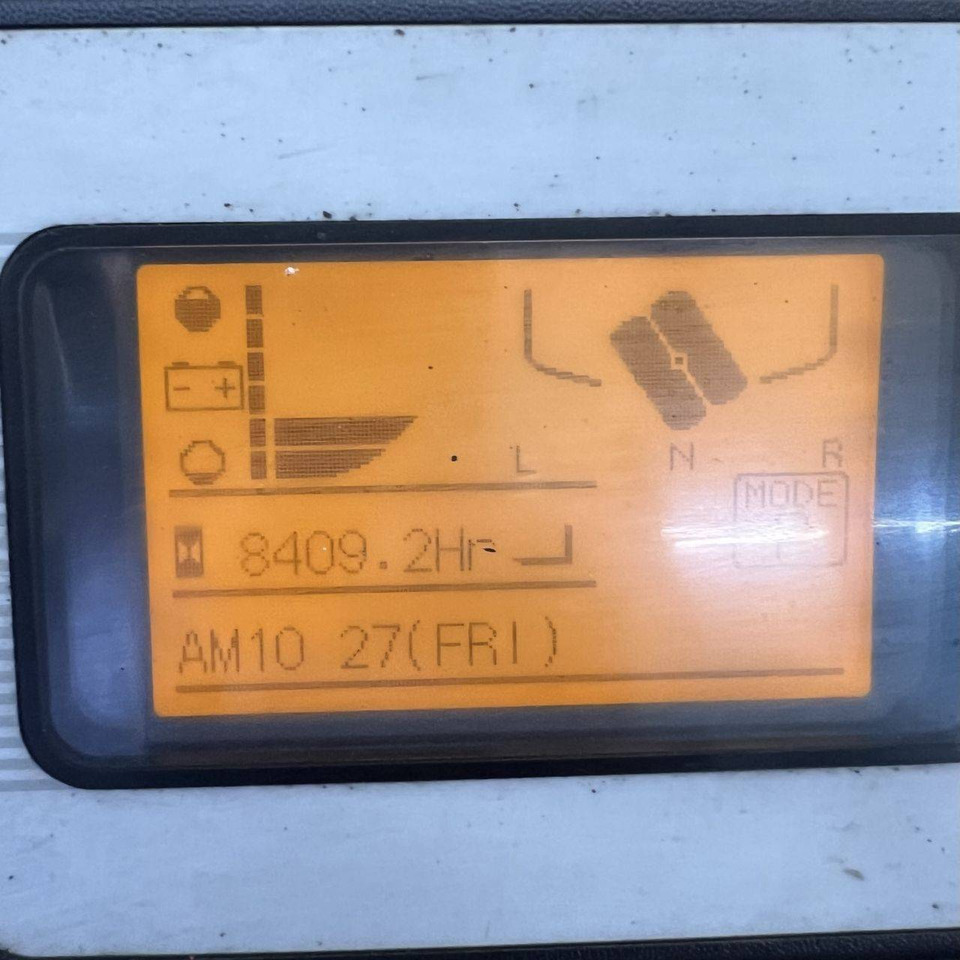 - +
L N R
MODE
8409.2Hr
AM10 27(FRI)